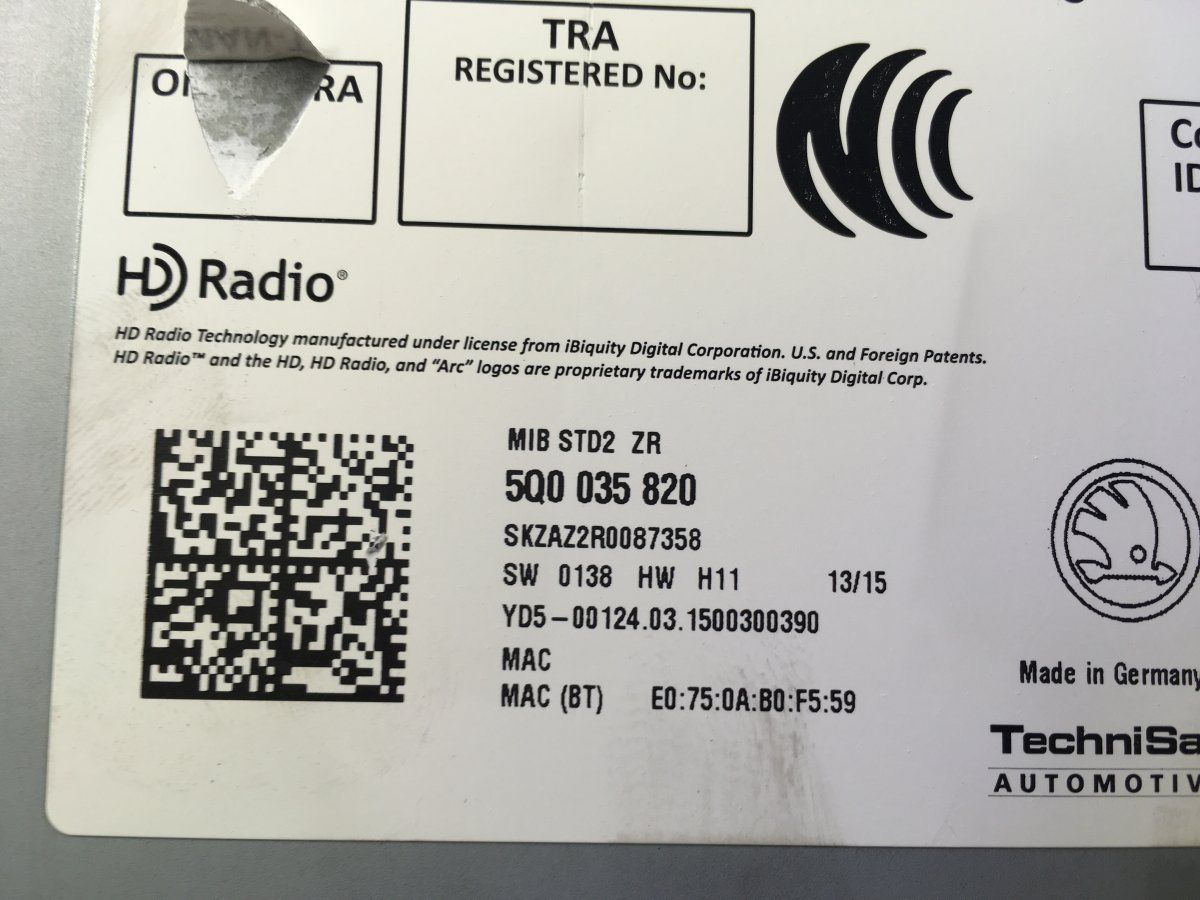 TRA
REGISTERED No:
RA
HD Radio®
HD Radio Technology manufactured under license from iBiquity Digital Corporation. U.S. and Foreign Patents.
HD Radio™ and the HD, HD Radio, and “Arc” logos are proprietary trademarks of iBiquity Digital Corp.
MIB STD2 ZR
5Q0 035 820
SKZAZ2R0087358
SW 0138 HW H11 13/15
YD5-00124.03.1500300390
MAC
MAC (BT) E0:75:0A:B0:F5:59
Made in Germany
TechniSa
AUTOMOTIV